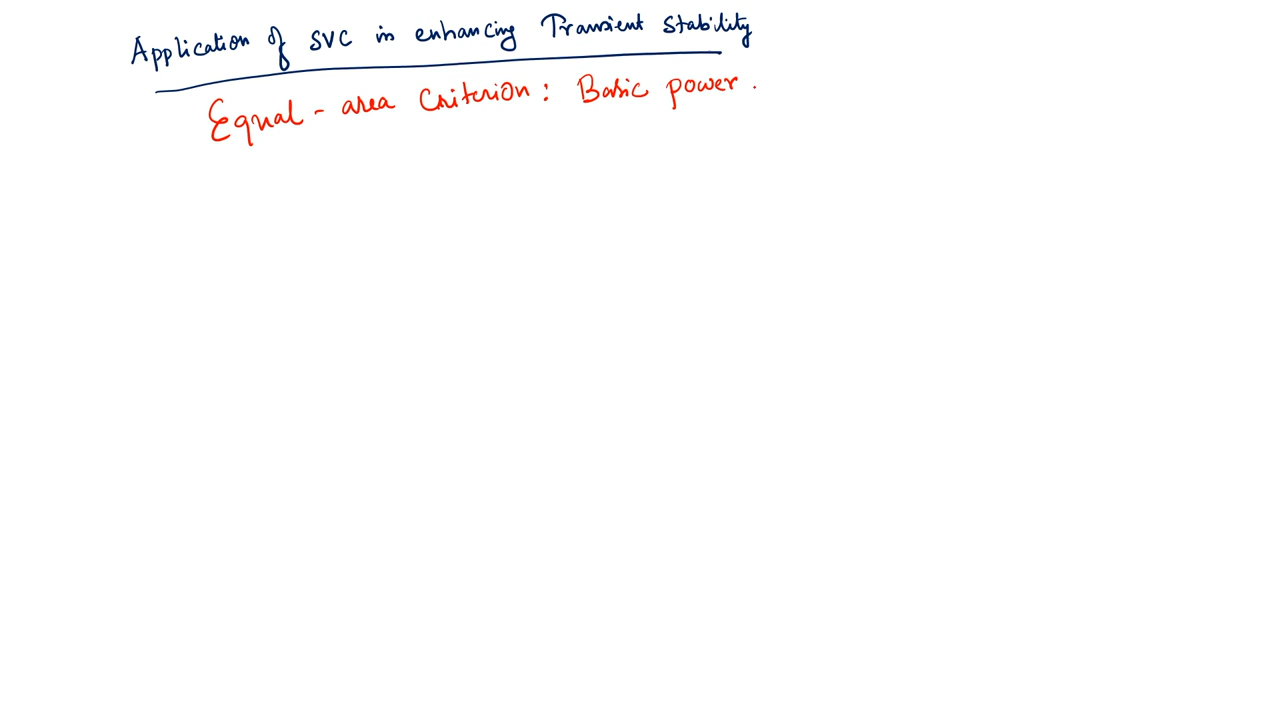 Application of SVC in enhancing Transient Stability
Equal-area Criterion: Basic power.